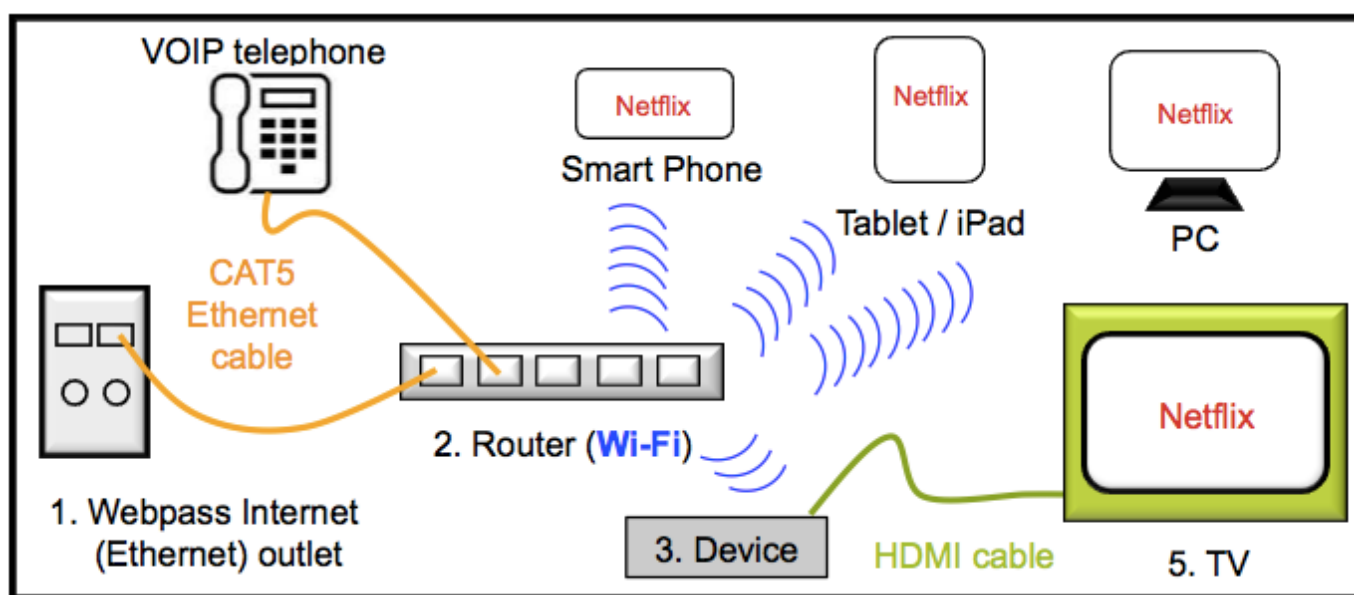 VOIP telephone
Netflix
Smart Phone
Netflix
Tablet / iPad
Netflix
PC
CAT5
Ethernet
cable
1. Webpass Internet
(Ethernet) outlet
2. Router (Wi-Fi)
3. Device
HDMI cable
Netflix
5. TV